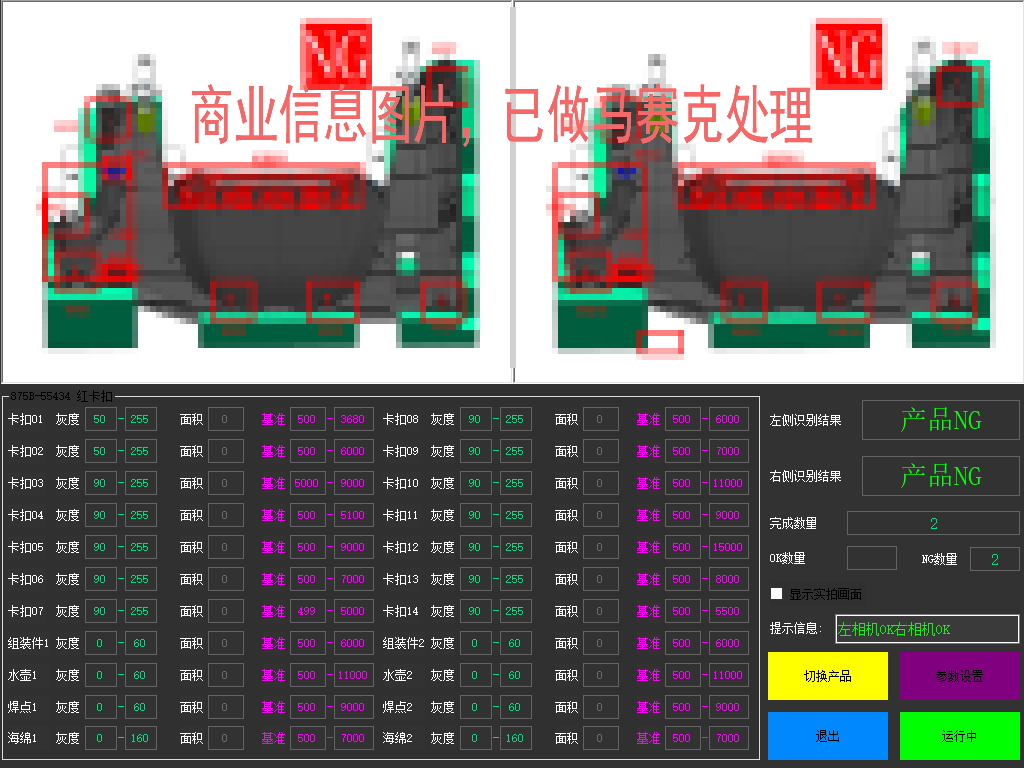 NG
NG
商业信息图片，已做马赛克处理
875B-55434 红卡扣
卡扣01 灰度 50 - 255 面积 0 基准 500 - 3680 卡扣08 灰度 90 - 255 面积 0 基准 500 - 6000
卡扣02 灰度 50 - 255 面积 0 基准 500 - 6000 卡扣09 灰度 90 - 255 面积 0 基准 500 - 7000
卡扣03 灰度 90 - 255 面积 0 基准 5000 - 9000 卡扣10 灰度 90 - 255 面积 0 基准 500 - 11000
卡扣04 灰度 90 - 255 面积 0 基准 500 - 5100 卡扣11 灰度 90 - 255 面积 0 基准 500 - 9000
卡扣05 灰度 90 - 255 面积 0 基准 500 - 9000 卡扣12 灰度 90 - 255 面积 0 基准 500 - 15000
卡扣06 灰度 90 - 255 面积 0 基准 500 - 7000 卡扣13 灰度 90 - 255 面积 0 基准 500 - 8000
卡扣07 灰度 90 - 255 面积 0 基准 499 - 5000 卡扣14 灰度 90 - 255 面积 0 基准 500 - 5500
组装件1 灰度 0 - 60 面积 0 基准 500 - 6000 组装件2 灰度 0 - 60 面积 0 基准 500 - 6000
水壶1 灰度 0 - 60 面积 0 基准 500 - 11000 水壶2 灰度 0 - 60 面积 0 基准 500 - 11000
焊点1 灰度 0 - 60 面积 0 基准 500 - 9000 焊点2 灰度 0 - 60 面积 0 基准 500 - 9000
海绵1 灰度 0 - 160 面积 0 基准 500 - 7000 海绵2 灰度 0 - 160 面积 0 基准 500 - 7000
左侧识别结果 产品NG
右侧识别结果 产品NG
完成数量 2
OK数量 NG数量 2
显示实拍画面
提示信息: 左相机OK右相机OK
切换产品 参数设置
退出 运行中